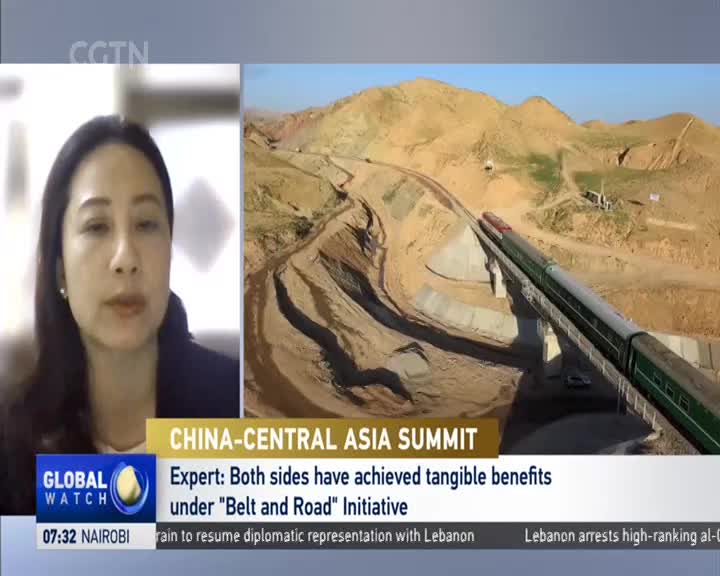 CGTN
CHINA-CENTRAL ASIA SUMMIT
Expert: Both sides have achieved tangible benefits
under "Belt and Road" Initiative
GLOBAL
WATCH
07:32 NAIROBI
rain to resume diplomatic representation with Lebanon
Lebanon arrests high-ranking al-